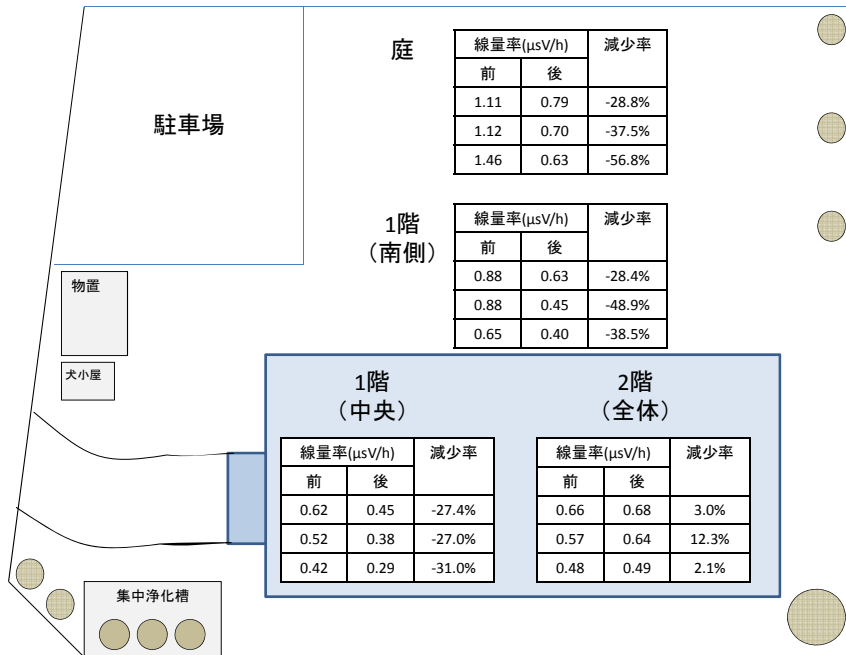 庭
線量率(μsV/h) 減少率
前 後
1.11 0.79 -28.8%
1.12 0.70 -37.5%
1.46 0.63 -56.8%
駐車場
1階
（南側）
線量率(μsV/h) 減少率
前 後
0.88 0.63 -28.4%
0.88 0.45 -48.9%
0.65 0.40 -38.5%
物置
犬小屋
1階
（中央）
線量率(μsV/h) 減少率
前 後
0.62 0.45 -27.4%
0.52 0.38 -27.0%
0.42 0.29 -31.0%
2階
（全体）
線量率(μsV/h) 減少率
前 後
0.66 0.68 3.0%
0.57 0.64 12.3%
0.48 0.49 2.1%
集中浄化槽